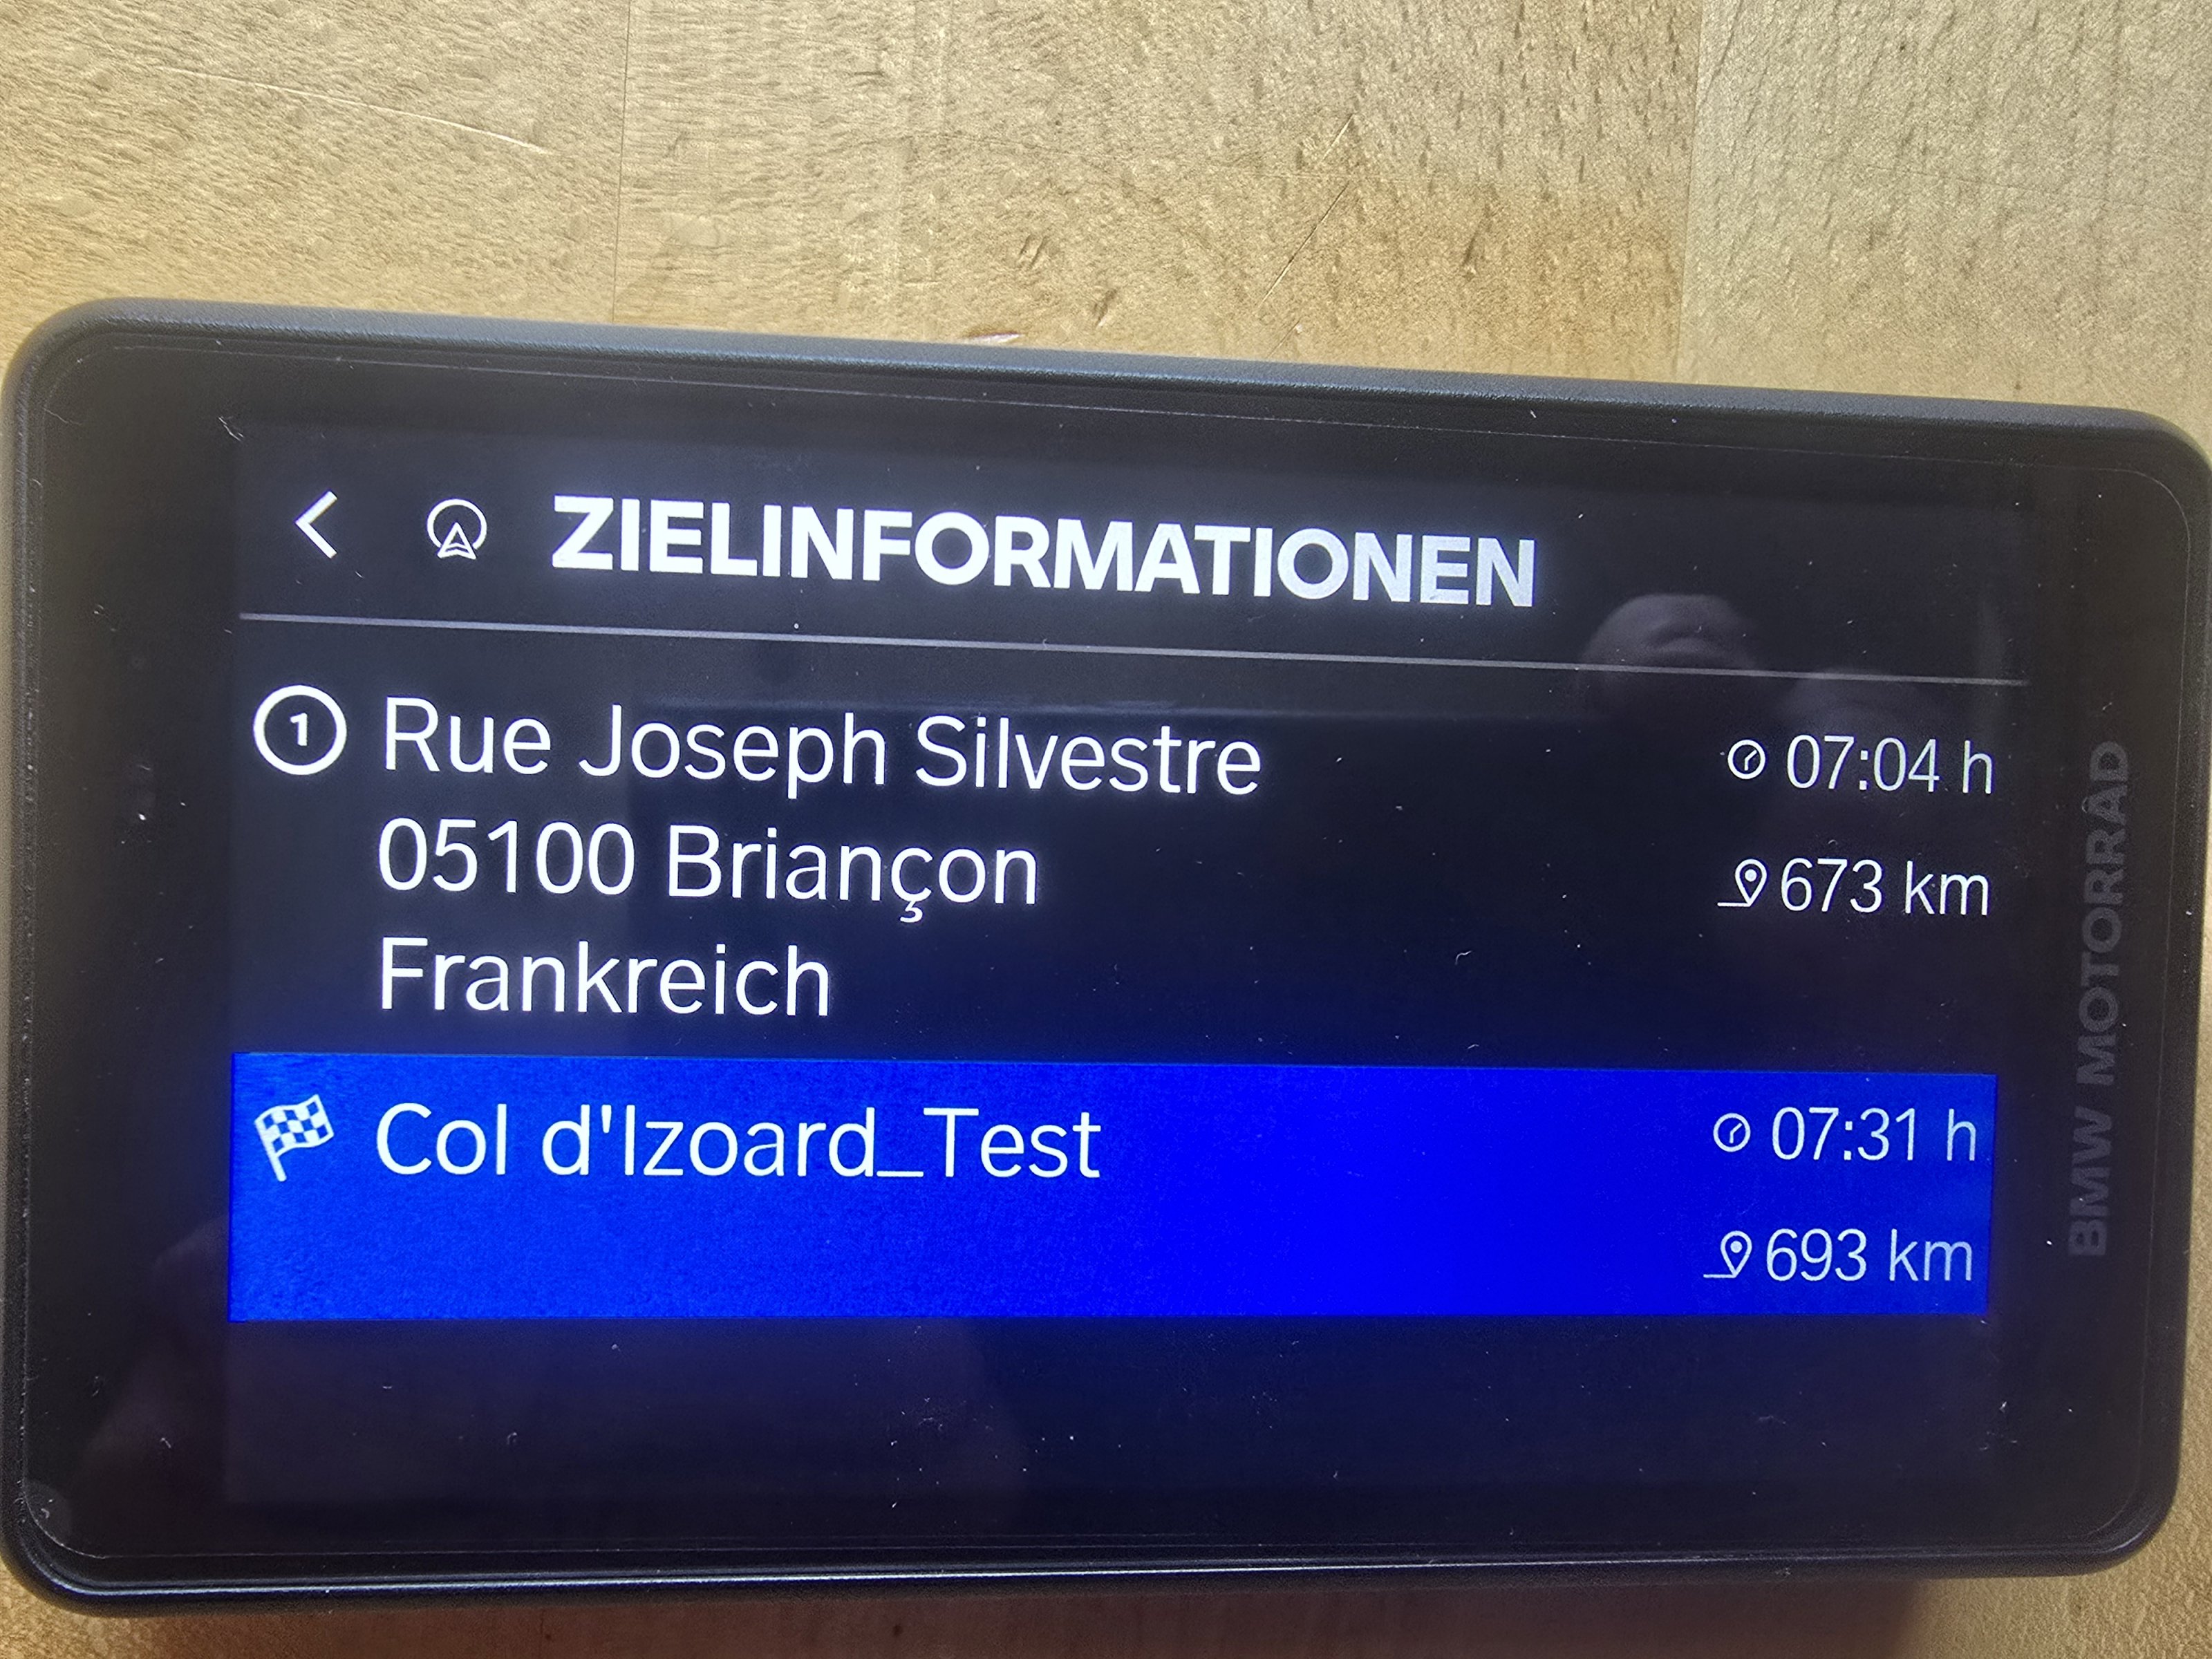 ZIELINFORMATIONEN
1 Rue Joseph Silvestre 07:04 h
05100 Briançon 673 km
Frankreich
Col d'Izoard_Test 07:31 h
693 km
BMW MOTORRAD